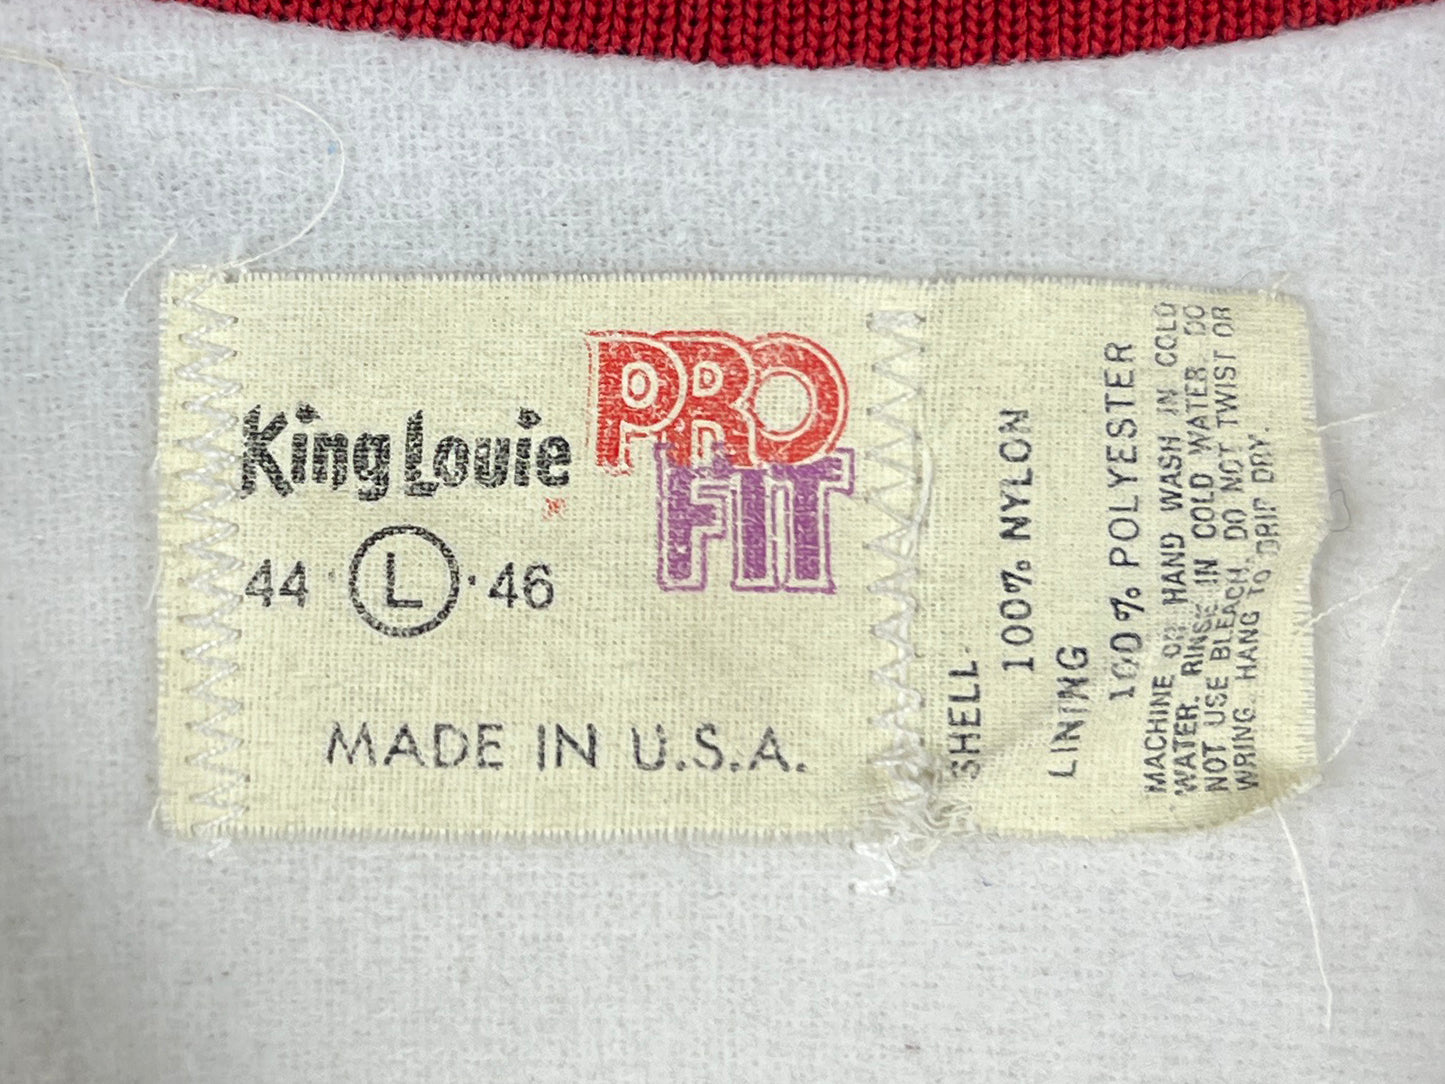 King Louie
PRO
FIT
44 · L · 46
MADE IN U.S.A.
SHELL
100% NYLON
LINING
100% POLYESTER
MACHINE OR HAND WASH IN COLD
WATER. RINSE IN COLD WATER. DO
NOT USE BLEACH. DO NOT TWIST OR
WRING. HANG TO DRIP DRY.